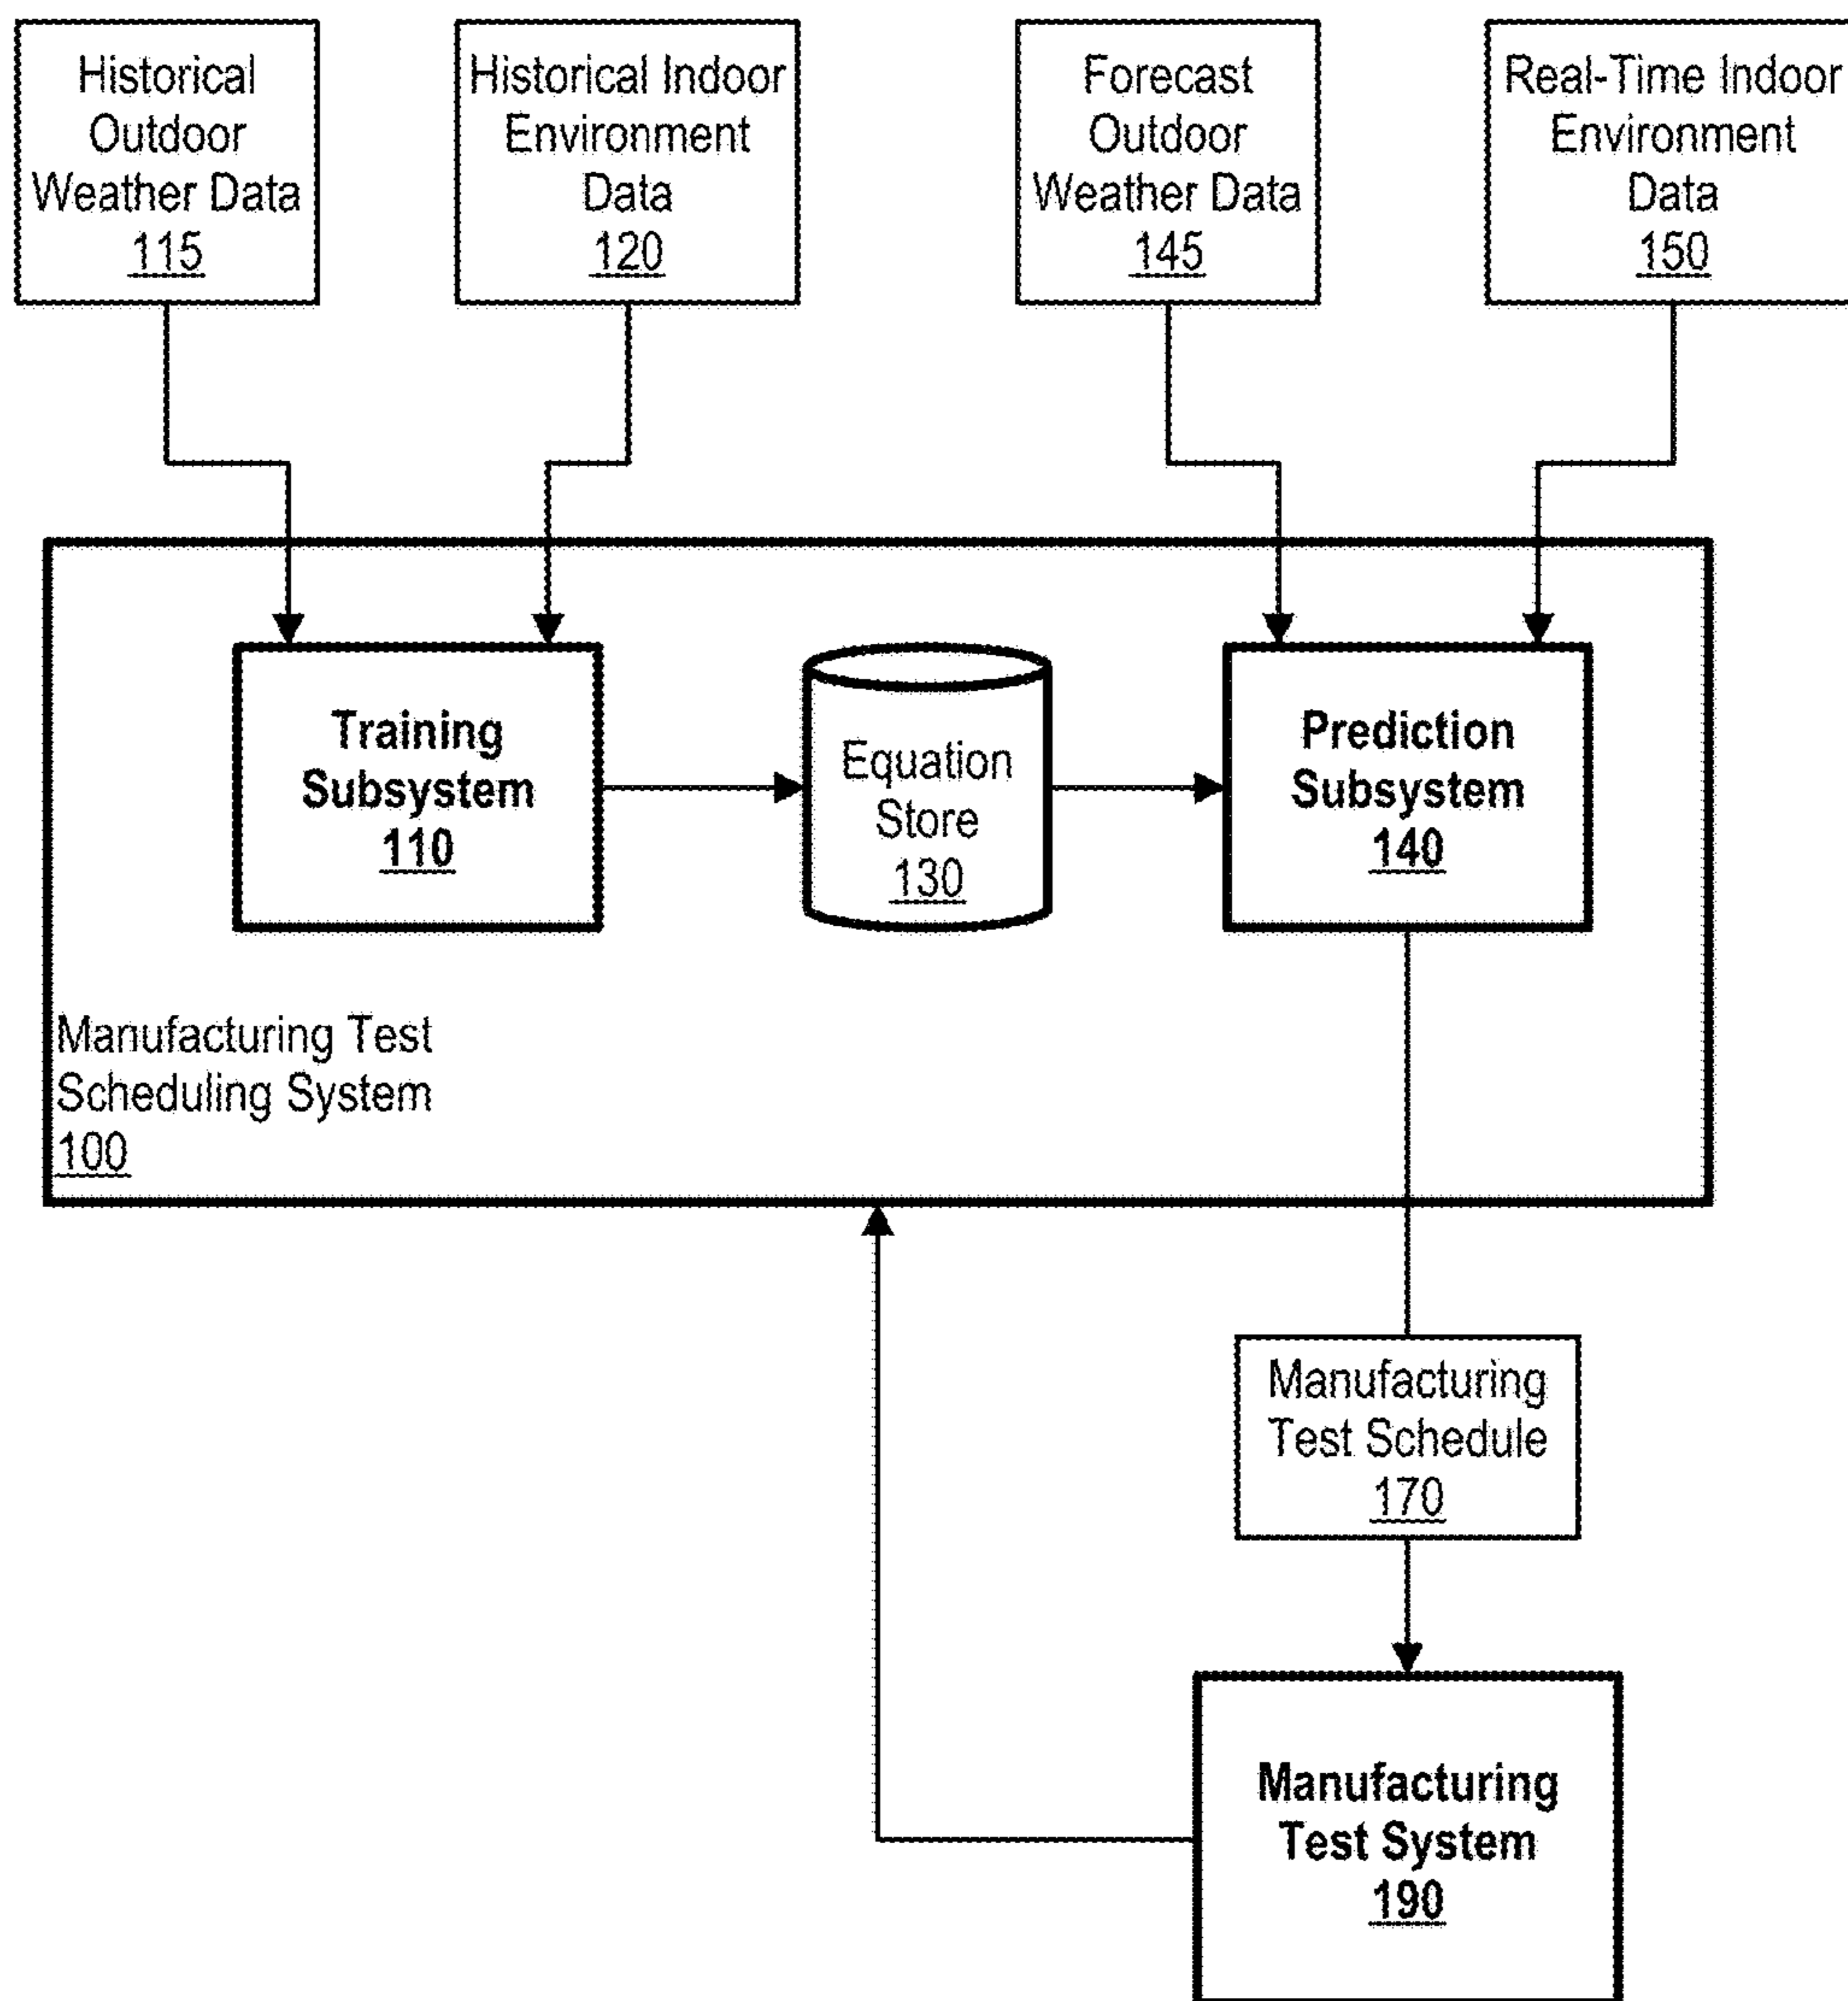 Historical
Outdoor
Weather Data
115
Historical Indoor
Environment
Data
120
Forecast
Outdoor
Weather Data
145
Real-Time Indoor
Environment
Data
150
Training
Subsystem
110
Equation
Store
130
Prediction
Subsystem
140
Manufacturing Test
Scheduling System
100
Manufacturing
Test Schedule
170
Manufacturing
Test System
190